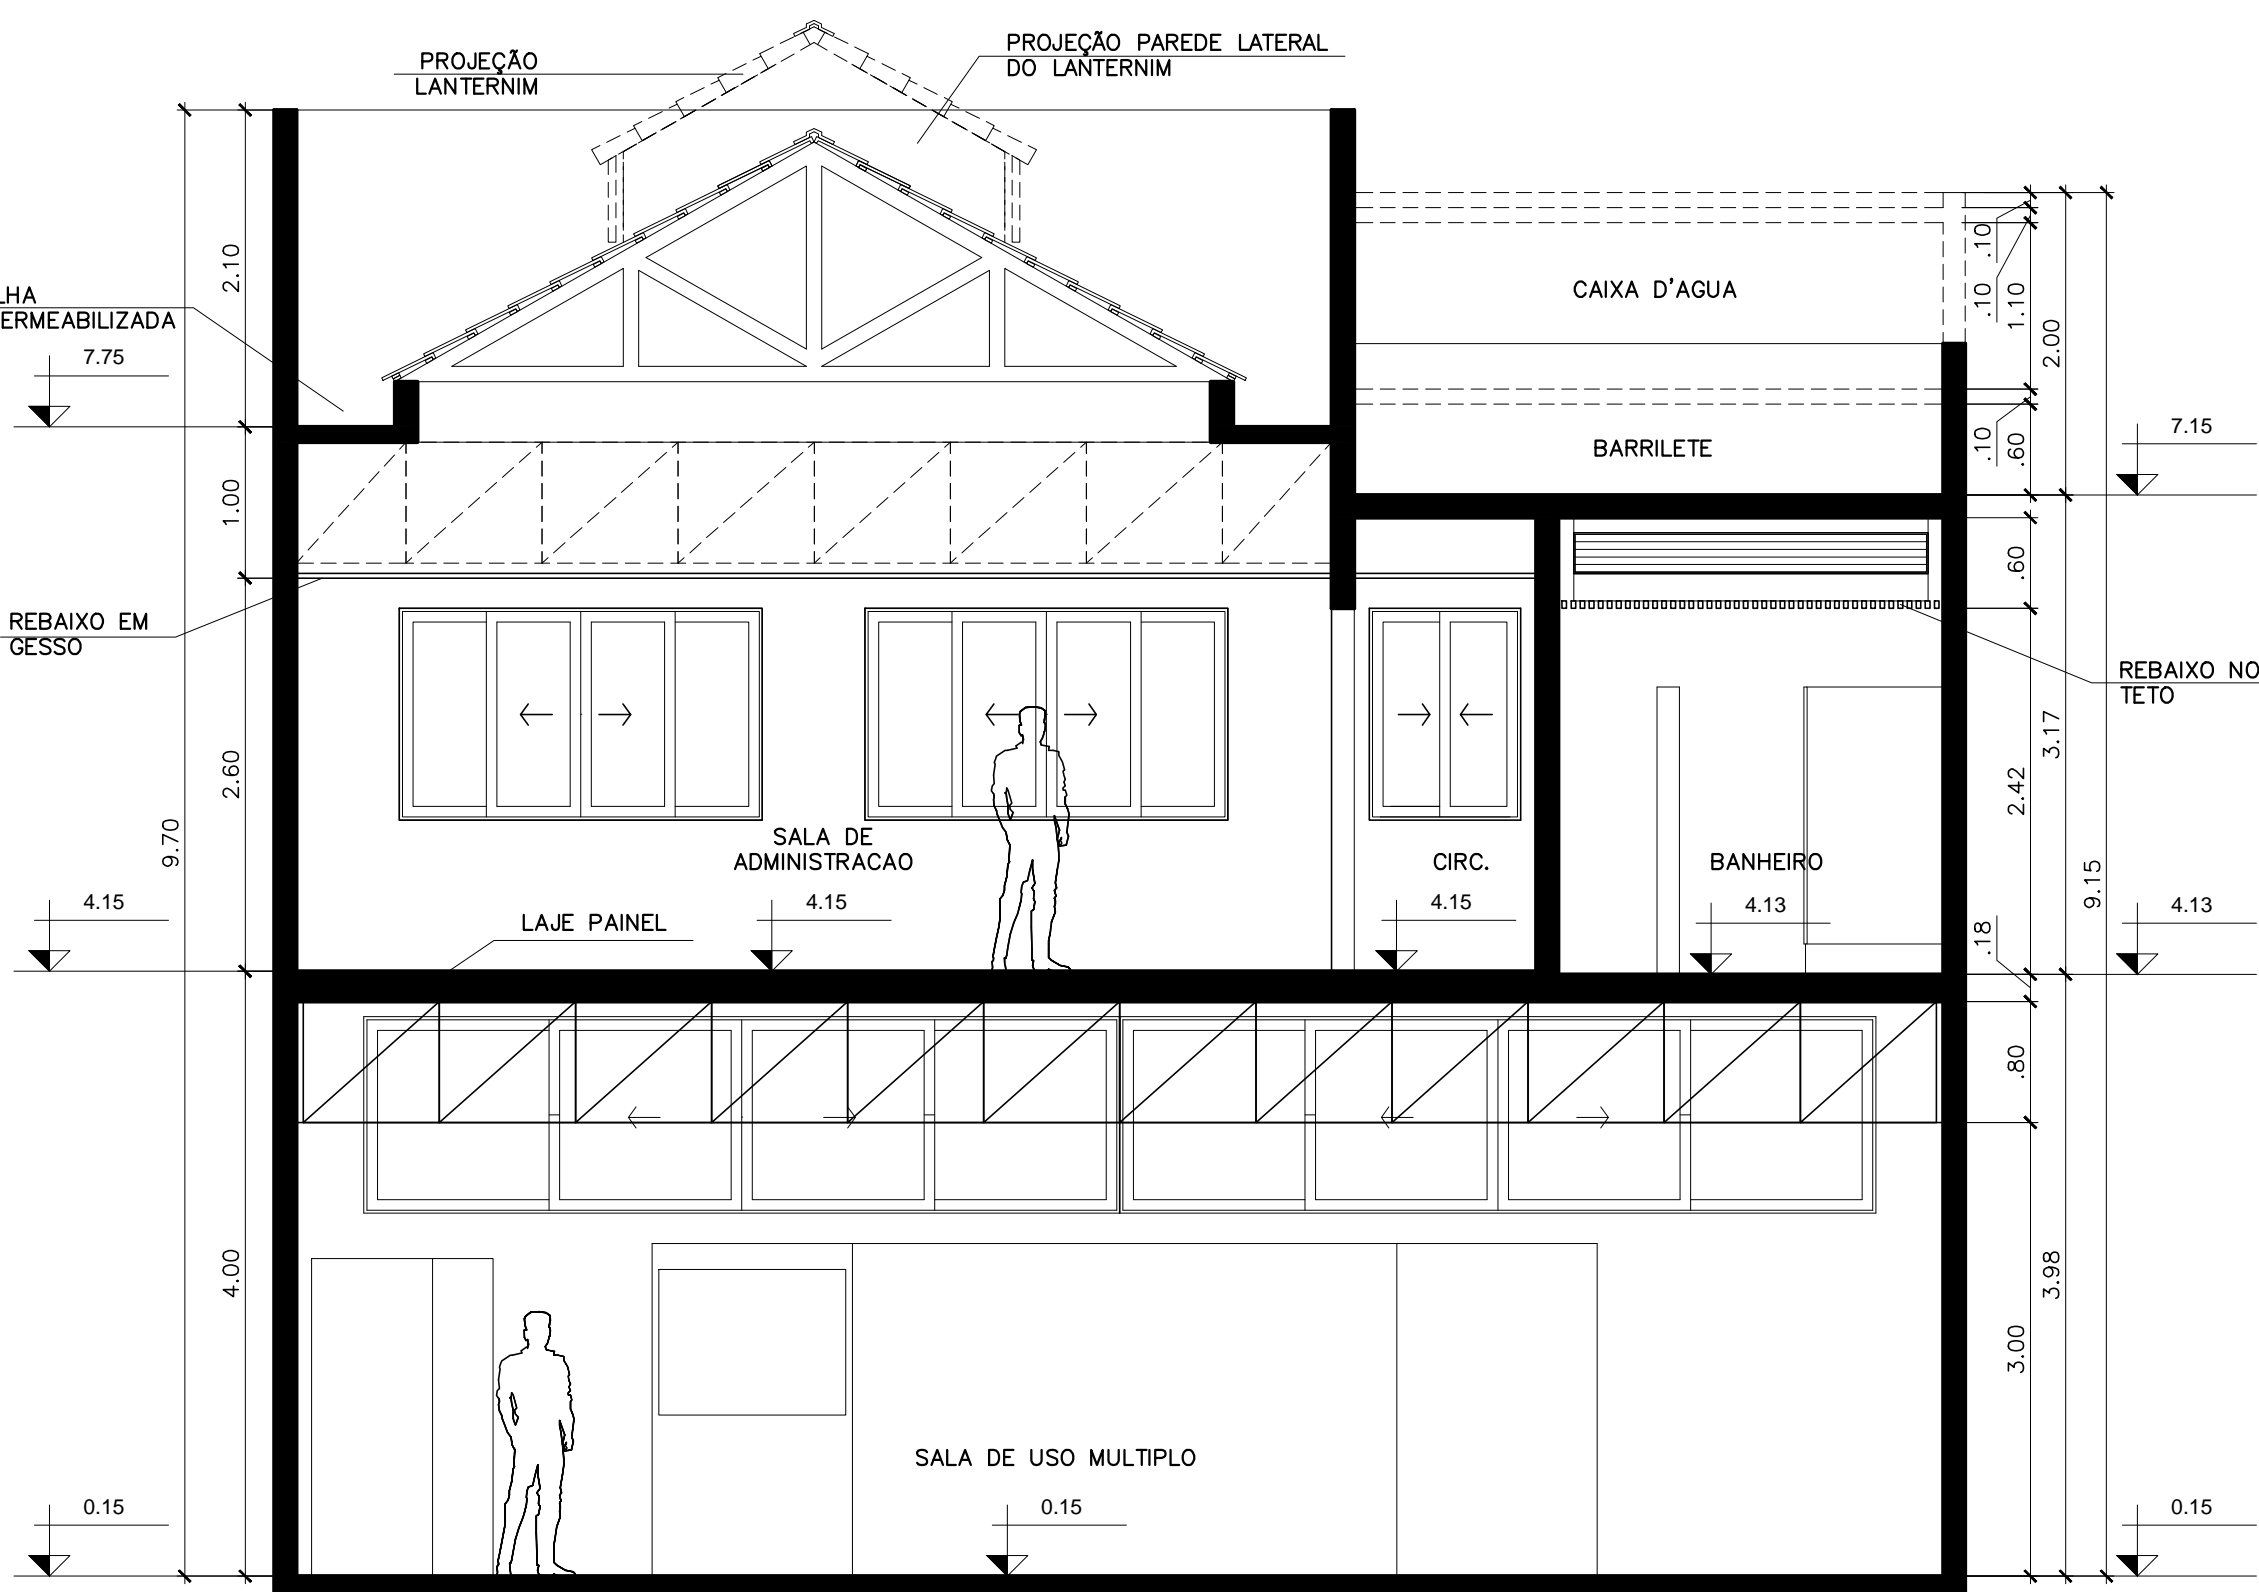 PROJEÇÃO
LANTERNIM
PROJEÇÃO PAREDE LATERAL
DO LANTERNIM
LHA
ERMEABILIZADA
7.75
2.10
CAIXA D'AGUA
.10
.10
1.10
2.00
BARRILETE
.10
.60
7.15
1.00
REBAIXO EM
GESSO
.60
REBAIXO NO
TETO
2.60
9.70
3.17
2.42
9.15
SALA DE
ADMINISTRACAO
CIRC.
BANHEIRO
4.15
LAJE PAINEL
4.15
4.15
4.13
4.13
.18
.80
4.00
3.98
3.00
SALA DE USO MULTIPLO
0.15
0.15
0.15